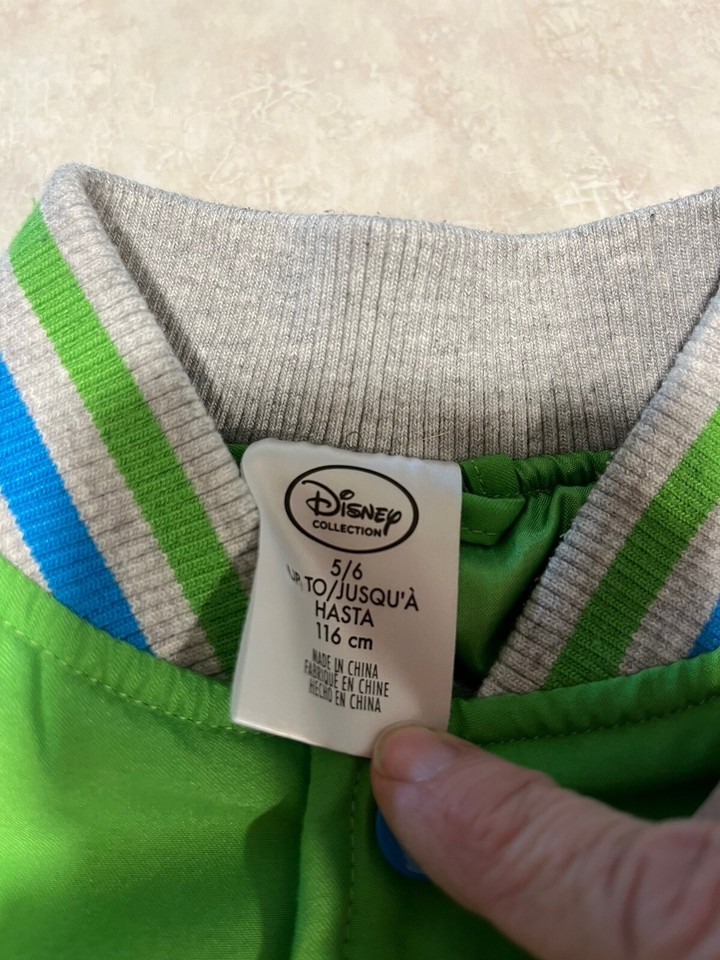 Disney
COLLECTION
5/6
UP TO/JUSQU'À
HASTA
116 cm
MADE IN CHINA
FABRIQUÉ EN CHINE
HECHO EN CHINA